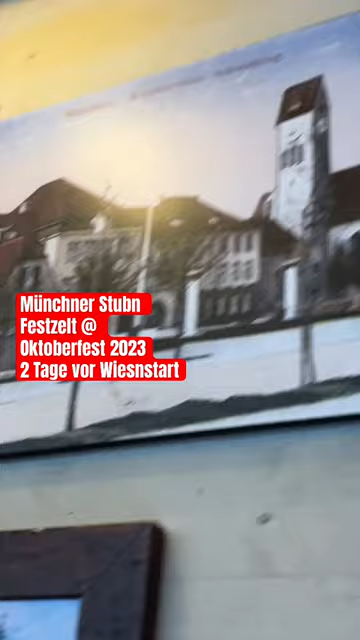 Münchner Stubn
Festzelt @
Oktoberfest 2023
2 Tage vor Wiesnstart